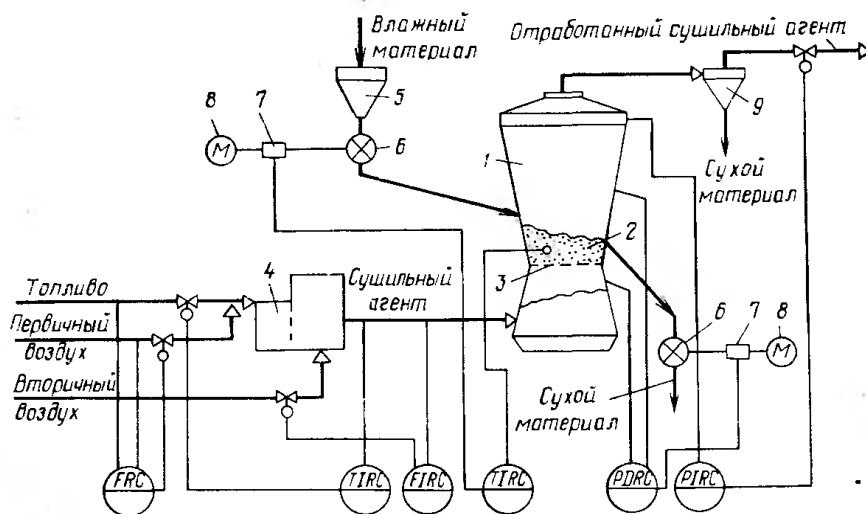 Влажный
материал
Отработанный сушильный агент
8
7
5
6
М
1
9
Сухой
материал
2
3
4
Сушильный
агент
Топливо
Первичный
воздух
Вторичный
воздух
6
7
8
М
Сухой
материал
FRC
TIRC
FIRC
TIRC
PDRC
PIRC